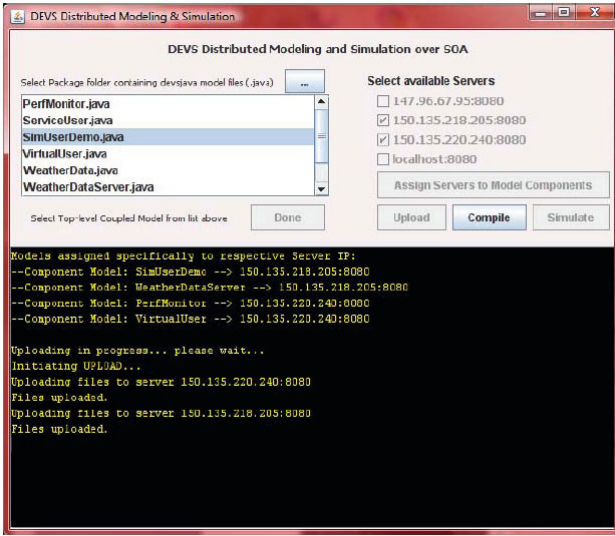 DEVS Distributed Modeling & Simulation
DEVS Distributed Modeling and Simulation over SOA
Select Package folder containing devsjava model files (.java)
...
PerfMonitor.java
ServiceUser.java
SimUserDemo.java
VirtualUser.java
WeatherData.java
WeatherDataServer.java
Select Top-level Coupled Model from list above
Done
Select available Servers
147.96.67.95:8080
150.135.218.205:8080
150.135.220.240:8080
localhost:8080
Assign Servers to Model Components
Upload
Compile
Simulate
Models assigned specifically to respective Server IP:
--Component Model: SimUserDemo --> 150.135.218.205:8080
--Component Model: WeatherDataServer --> 150.135.218.205:8080
--Component Model: PerfMonitor --> 150.135.220.240:8080
--Component Model: VirtualUser --> 150.135.220.240:8080
Uploading in progress... please wait...
Initiating UPLOAD...
Uploading files to server 150.135.220.240:8080
Files uploaded.
Uploading files to server 150.135.218.205:8080
Files uploaded.